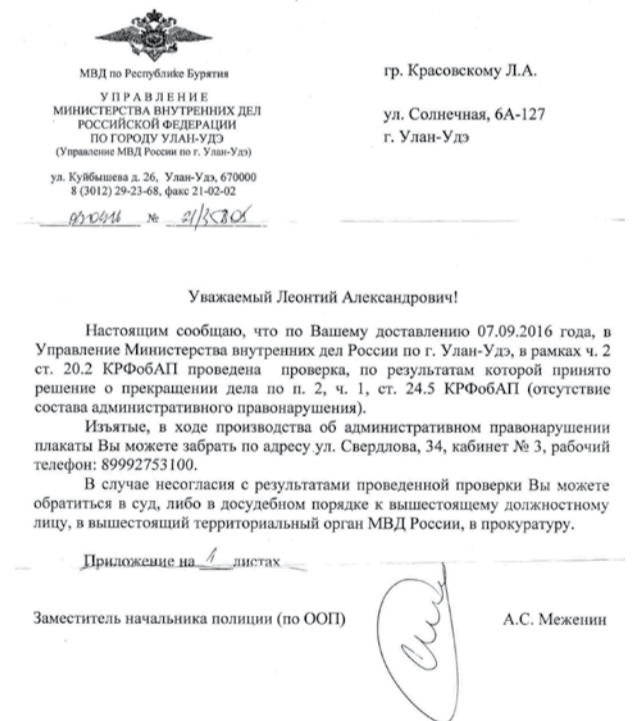 МВД по Республике Бурятия
УПРАВЛЕНИЕ
МИНИСТЕРСТВА ВНУТРЕННИХ ДЕЛ
РОССИЙСКОЙ ФЕДЕРАЦИИ
ПО ГОРОДУ УЛАН-УДЭ
(Управление МВД России по г. Улан-Удэ)
ул. Куйбышева д. 26, Улан-Удэ, 670000
8 (3012) 29-23-68, факс 21-02-02
№
гр. Красовскому Л.А.
ул. Солнечная, 6А-127
г. Улан-Удэ
Уважаемый Леонтий Александрович!
Настоящим сообщаю, что по Вашему доставлению 07.09.2016 года, в
Управление Министерства внутренних дел России по г. Улан-Удэ, в рамках ч. 2
ст. 20.2 КРФобАП проведена проверка, по результатам которой принято
решение о прекращении дела по п. 2, ч. 1, ст. 24.5 КРФобАП (отсутствие
состава административного правонарушения).
Изъятые, в ходе производства об административном правонарушении
плакаты Вы можете забрать по адресу ул. Свердлова, 34, кабинет № 3, рабочий
телефон: 89992753100.
В случае несогласия с результатами проведенной проверки Вы можете
обратиться в суд, либо в досудебном порядке к вышестоящему должностному
лицу, в вышестоящий территориальный орган МВД России, в прокуратуру.
Приложение на 1 листах
Заместитель начальника полиции (по ООП) А.С. Меженин